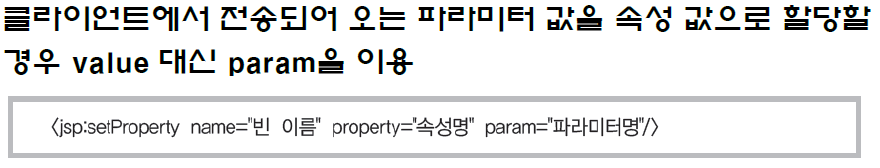 클라이언트에서 전송되어 오는 파라미터 값을 속성 값으로 할당할
경우 value 대신 param을 이용
<jsp:setProperty name="빈 이름" property="속성명" param="파라미터명"/>